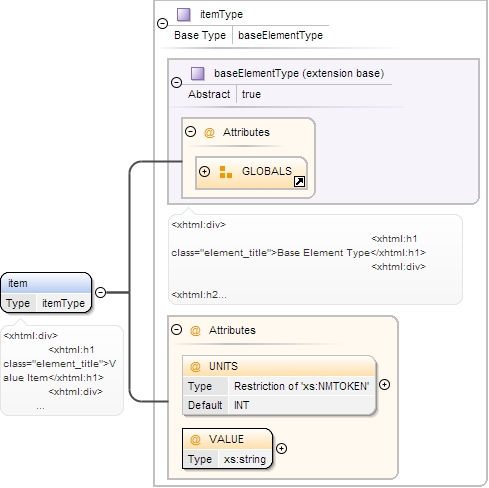 itemType
Base Type baseElementType
baseElementType (extension base)
Abstract true
@ Attributes
GLOBALS
<xhtml:div>
<xhtml:h1
class="element_title">Base Element Type</xhtml:h1>
<xhtml:div>
<xhtml:h2...
item
Type itemType
<xhtml:div>
<xhtml:h1
class="element_title">V
alue Item</xhtml:h1>
<xhtml:div>
...
@ Attributes
@ UNITS
Type Restriction of 'xs:NMTOKEN'
Default INT
@ VALUE
Type xs:string